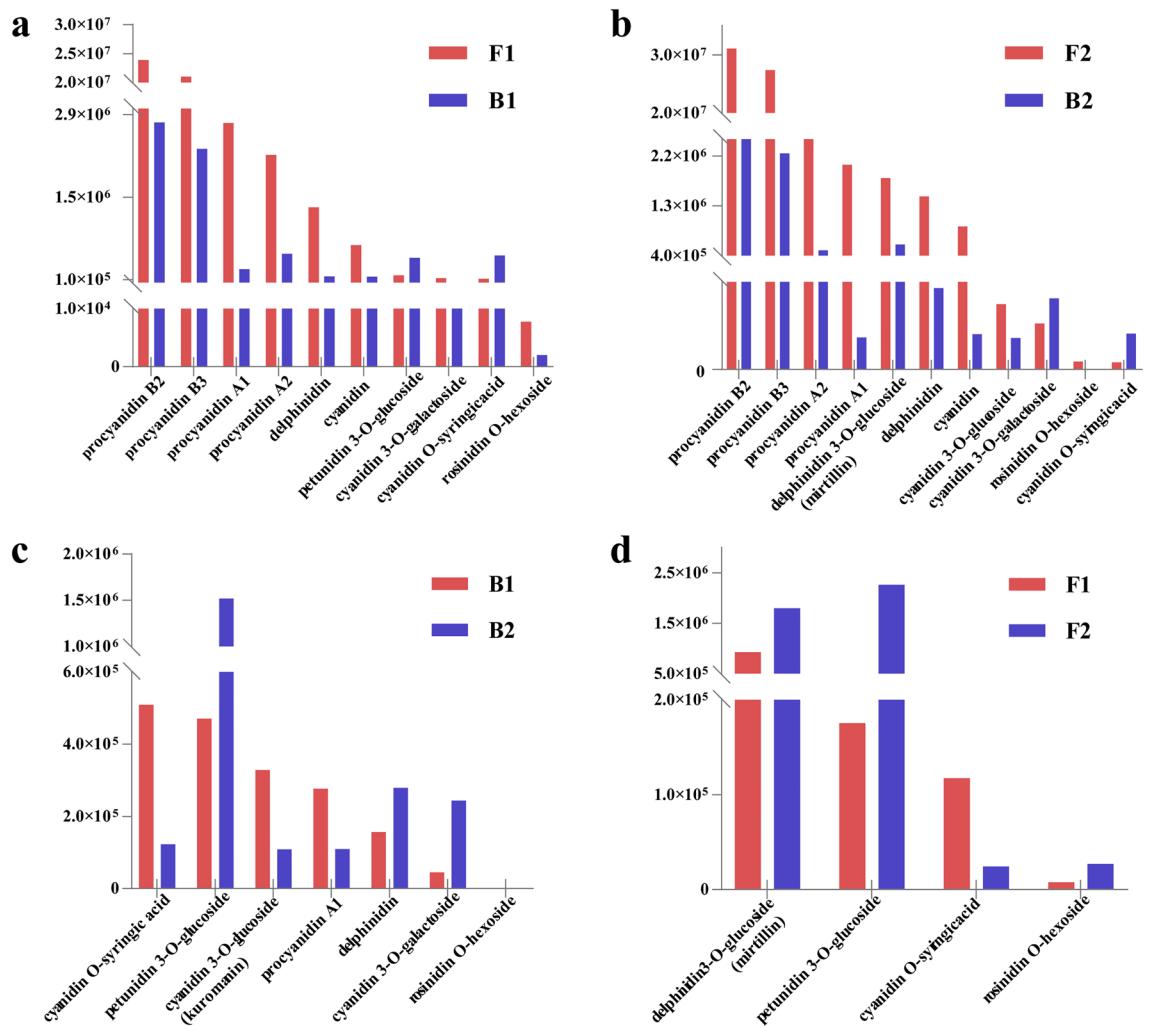 a
3.0×10⁷
2.5×10⁷
2.0×10⁷
2.9×10⁶
1.5×10⁶
1.0×10⁵
1.0×10⁴
0
F1
B1
procyanidin B2
procyanidin B3
procyanidin A1
procyanidin A2
delphinidin
cyanidin
petunidin 3-O-glucoside
cyanidin 3-O-galactoside
cyanidin O-syringicacid
rosinidin O-hexoside
b
3.0×10⁷
2.0×10⁷
2.2×10⁶
1.3×10⁶
4.0×10⁵
0
F2
B2
procyanidin B2
procyanidin B3
procyanidin A2
procyanidin A1
delphinidin 3-O-glucoside
(mirtillin)
delphinidin
cyanidin
cyanidin 3-O-glucoside
cyanidin 3-O-galactoside
rosinidin O-hexoside
cyanidin O-syingicacid
c
2.0×10⁶
1.5×10⁶
1.0×10⁶
6.0×10⁵
4.0×10⁵
2.0×10⁵
0
B1
B2
cyanidin O-syringic acid
petunidin 3-O-glucoside
cyanidin 3-O-glucoside
(kuromanin)
procyanidin A1
delphinidin
cyanidin 3-O-galactoside
rosinidin O-hexoside
d
2.5×10⁶
1.5×10⁶
5.0×10⁵
2.0×10⁵
1.0×10⁵
0
F1
F2
delphinidin3-O-glucoside
(mirtillin)
petunidin 3-O-glucoside
cyanidin O-syringicacid
rosinidin O-hexoside